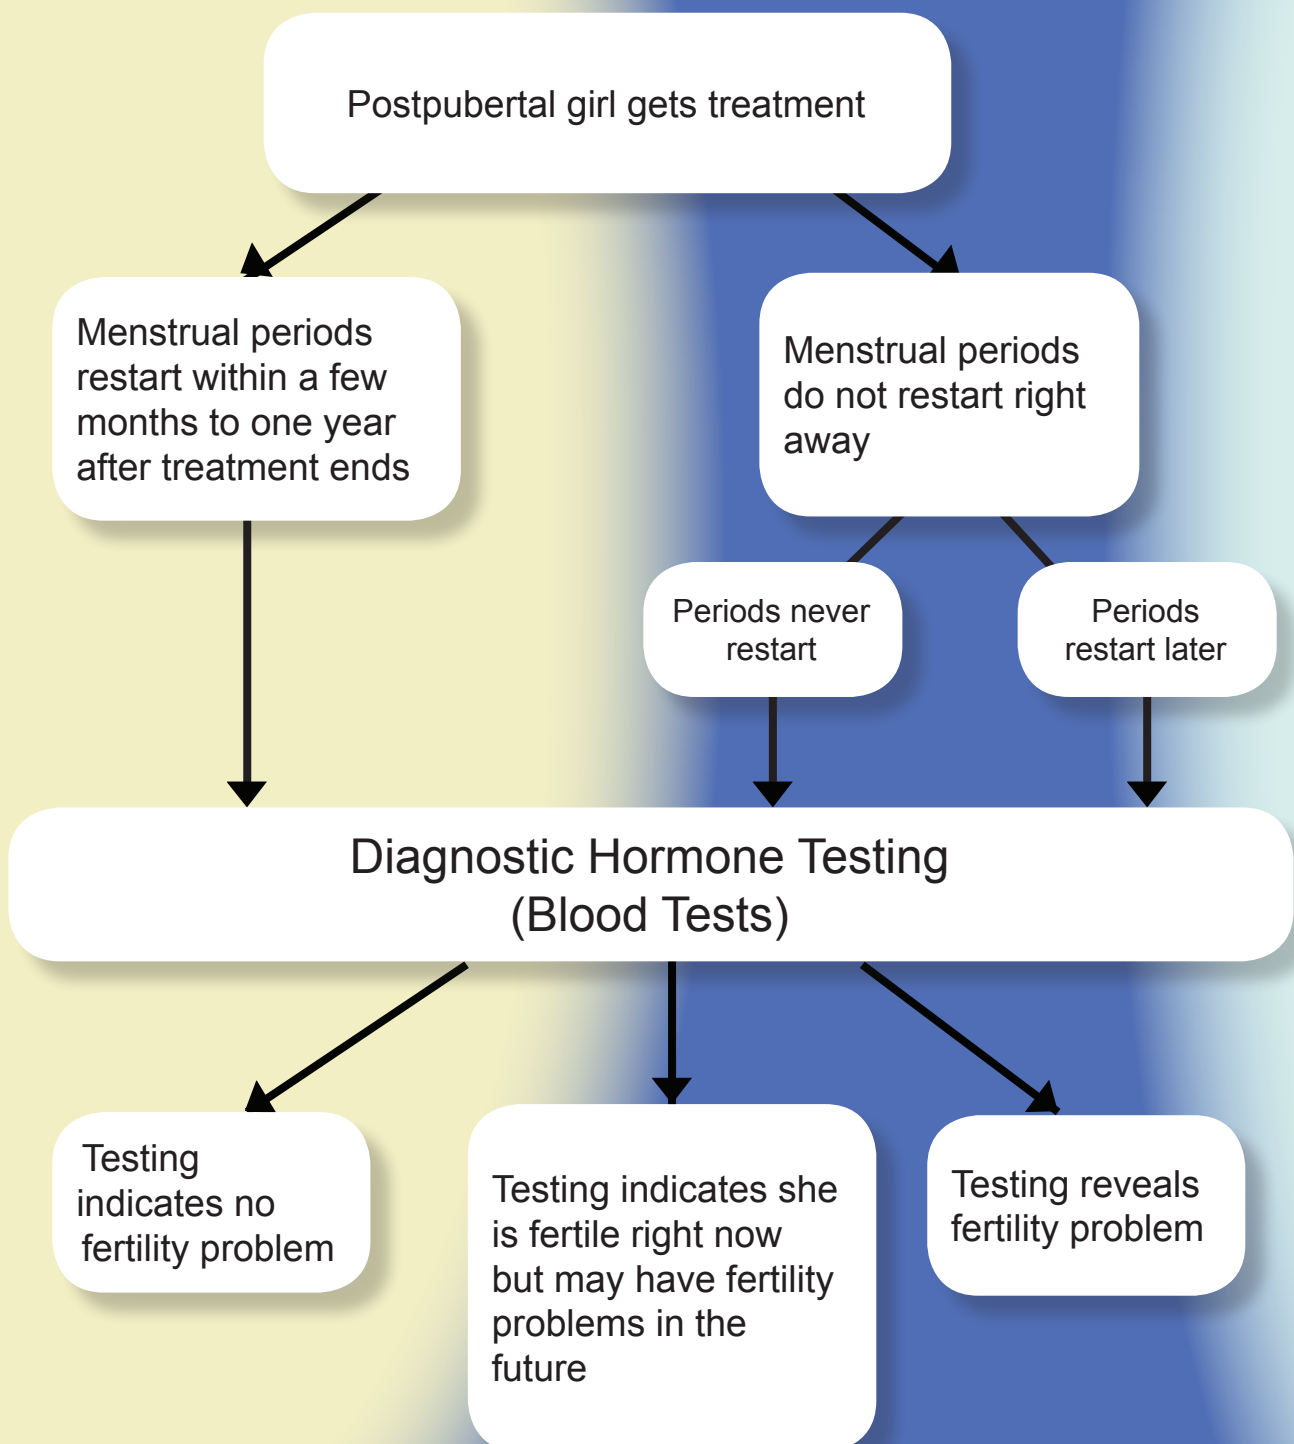 Postpubertal girl gets treatment
Menstrual periods
restart within a few
months to one year
after treatment ends
Menstrual periods
do not restart right
away
Periods never
restart
Periods
restart later
Diagnostic Hormone Testing
(Blood Tests)
Testing
indicates no
fertility problem
Testing indicates she
is fertile right now
but may have fertility
problems in the
future
Testing reveals
fertility problem